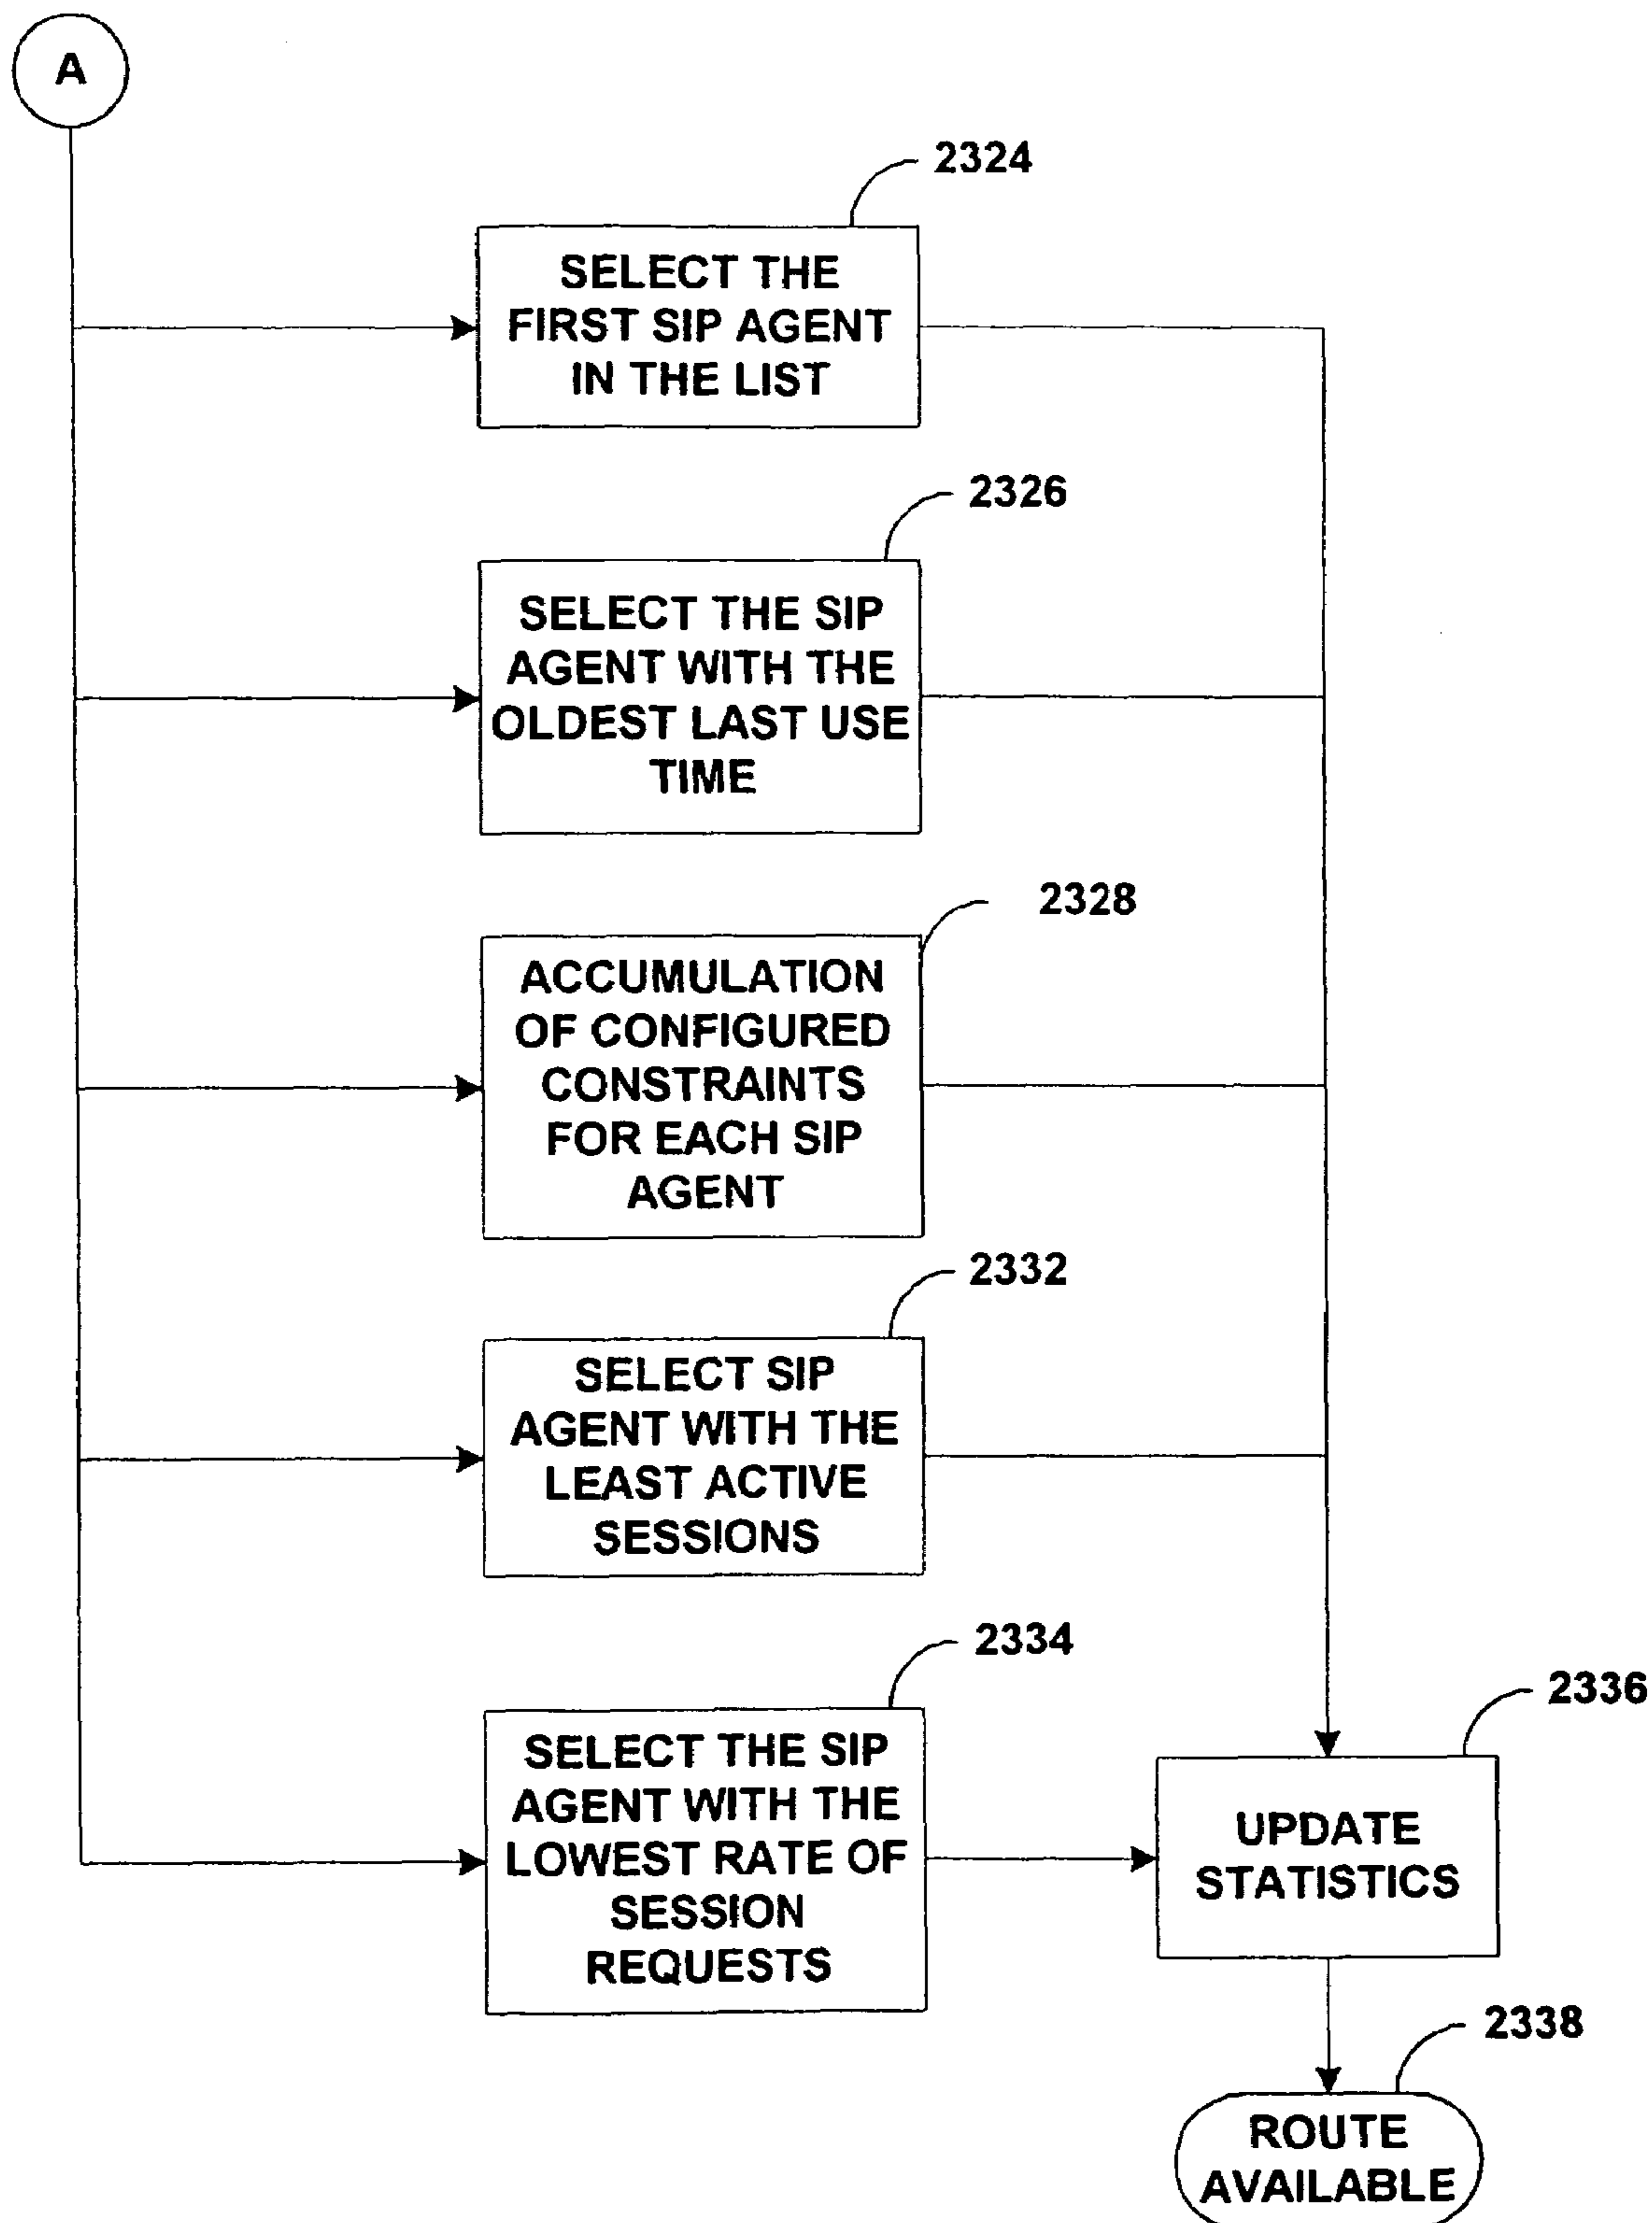 A
2324
SELECT THE
FIRST SIP AGENT
IN THE LIST
2326
SELECT THE SIP
AGENT WITH THE
OLDEST LAST USE
TIME
2328
ACCUMULATION
OF CONFIGURED
CONSTRAINTS
FOR EACH SIP
AGENT
2332
SELECT SIP
AGENT WITH THE
LEAST ACTIVE
SESSIONS
2334
SELECT THE SIP
AGENT WITH THE
LOWEST RATE OF
SESSION
REQUESTS
2336
UPDATE
STATISTICS
2338
ROUTE
AVAILABLE